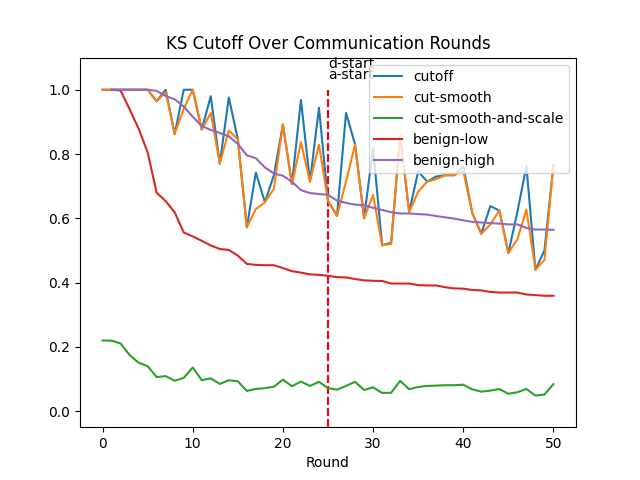 KS Cutoff Over Communication Rounds
d-start
a-start
cutoff
cut-smooth
cut-smooth-and-scale
benign-low
benign-high
1.0
0.8
0.6
0.4
0.2
0.0
0 10 20 30 40 50
Round